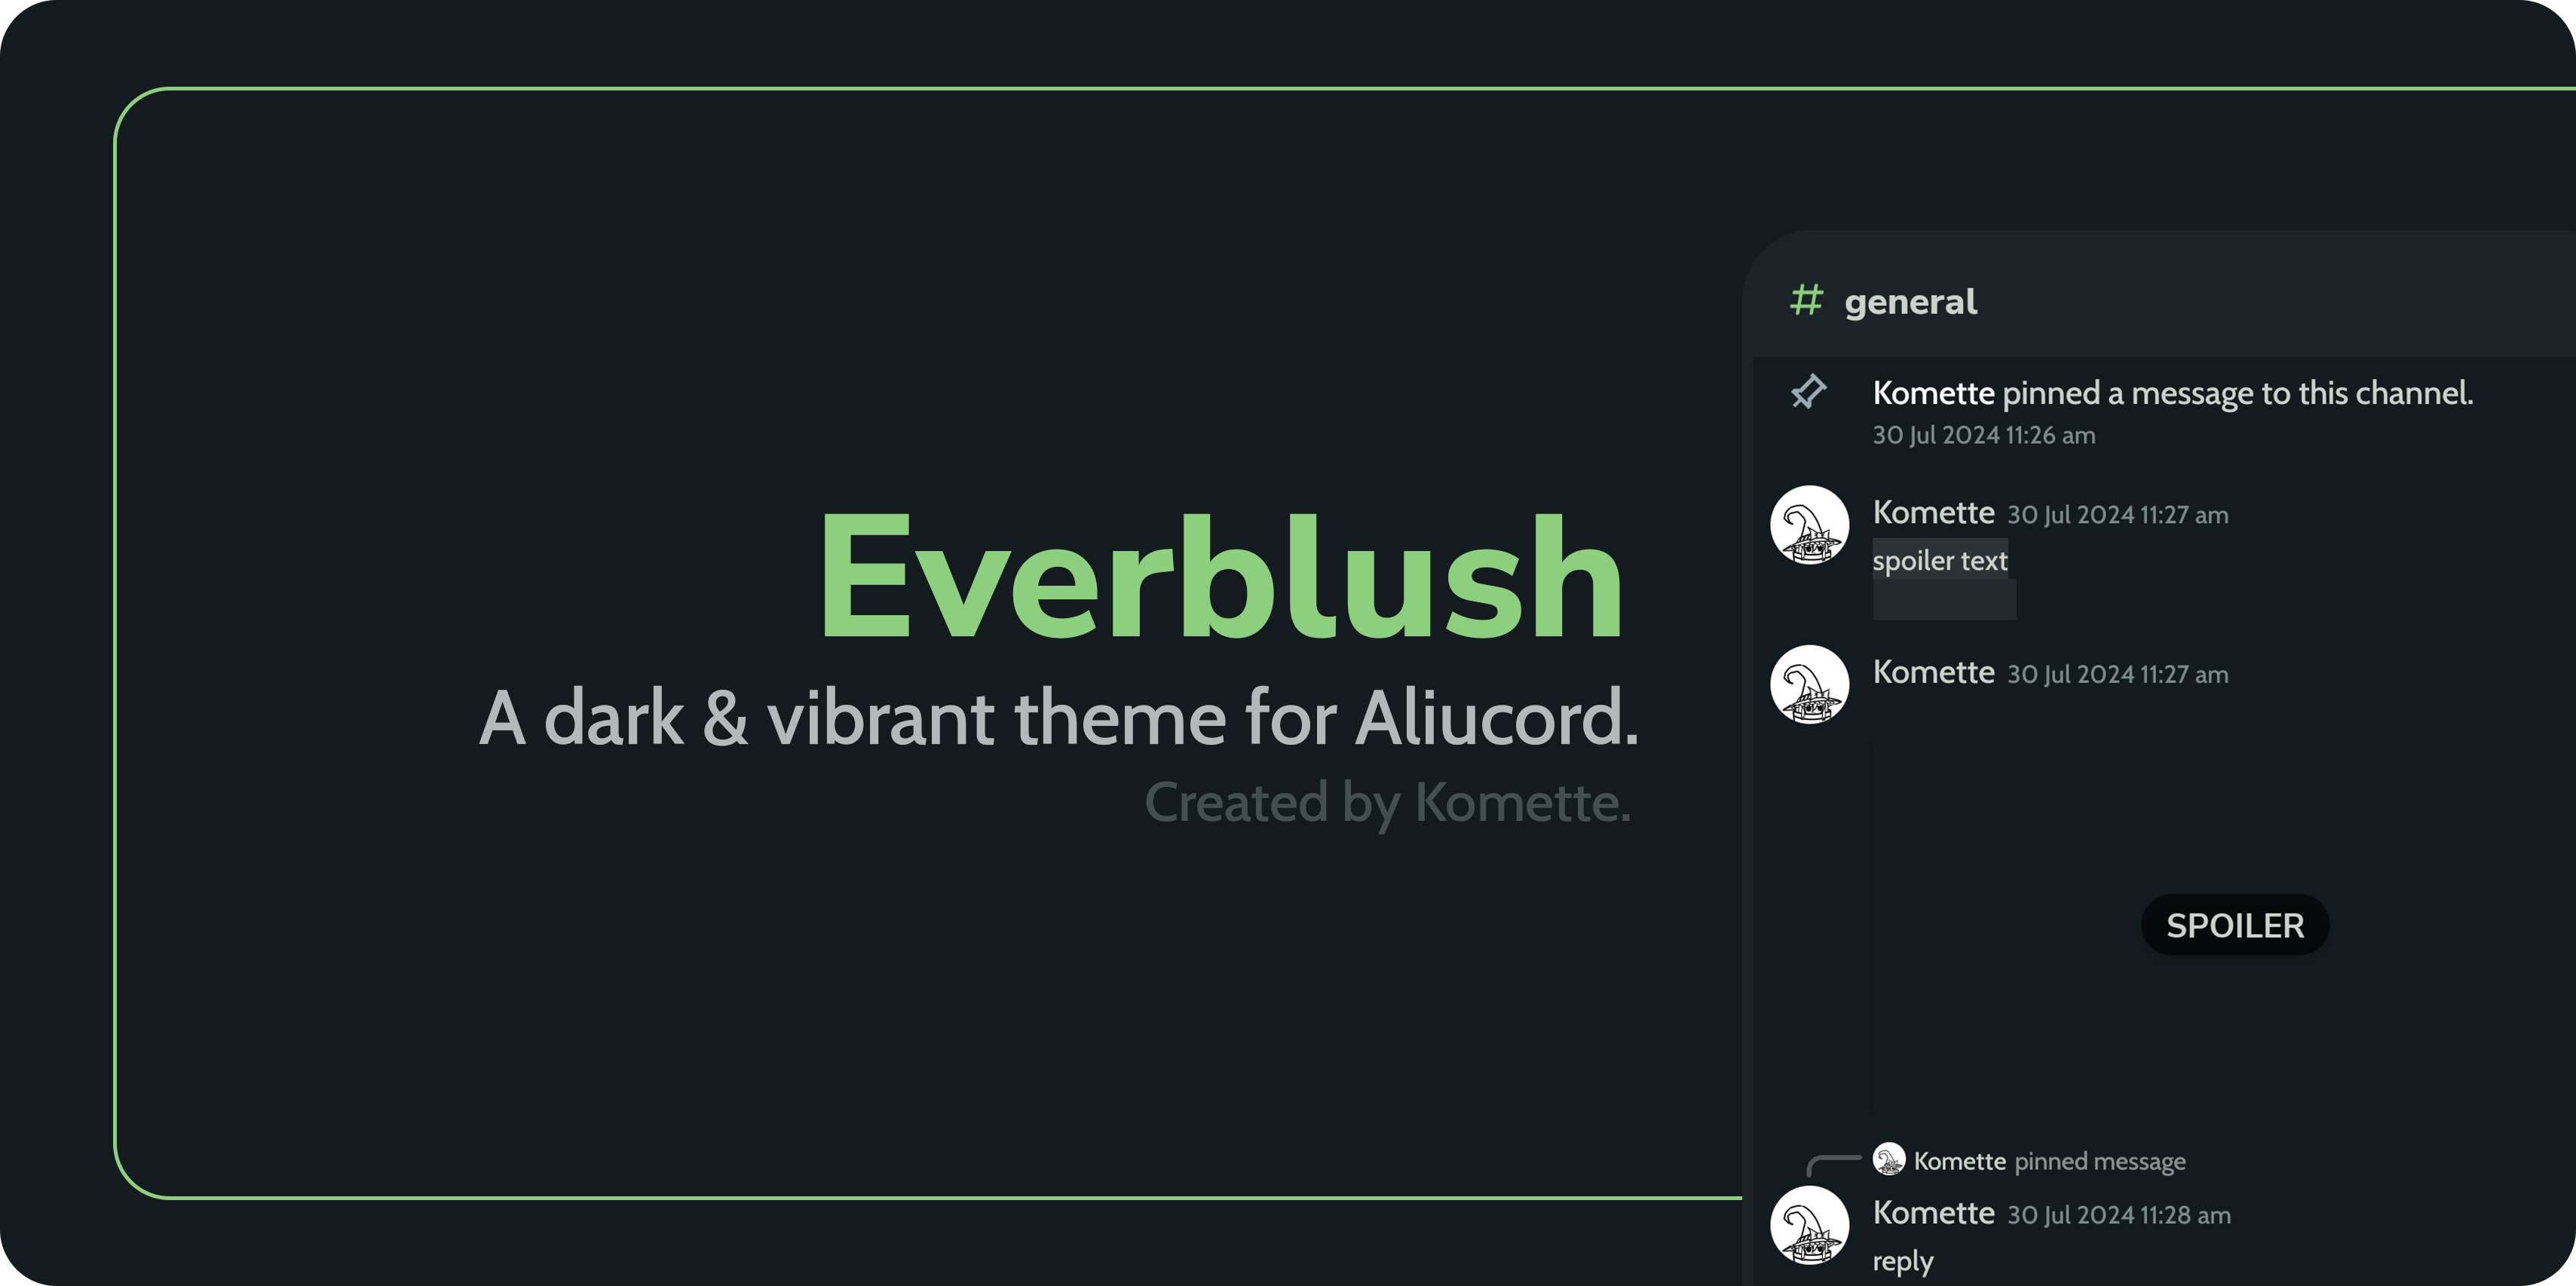 Everblush
A dark & vibrant theme for Aliucord.
Created by Komette.
# general
Komette pinned a message to this channel.
30 Jul 2024 11:26 am
Komette 30 Jul 2024 11:27 am
spoiler text
Komette 30 Jul 2024 11:27 am
SPOILER
Komette pinned message
Komette 30 Jul 2024 11:28 am
reply